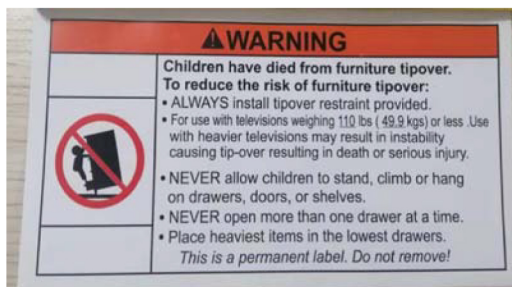 WARNING
Children have died from furniture tipover.
To reduce the risk of furniture tipover:
• ALWAYS install tipover restraint provided.
• For use with televisions weighing 110 lbs ( 49.9 kgs) or less .Use
with heavier televisions may result in instability
causing tip-over resulting in death or serious injury.
• NEVER allow children to stand, climb or hang
on drawers, doors, or shelves.
• NEVER open more than one drawer at a time.
• Place heaviest items in the lowest drawers.
This is a permanent label. Do not remove!